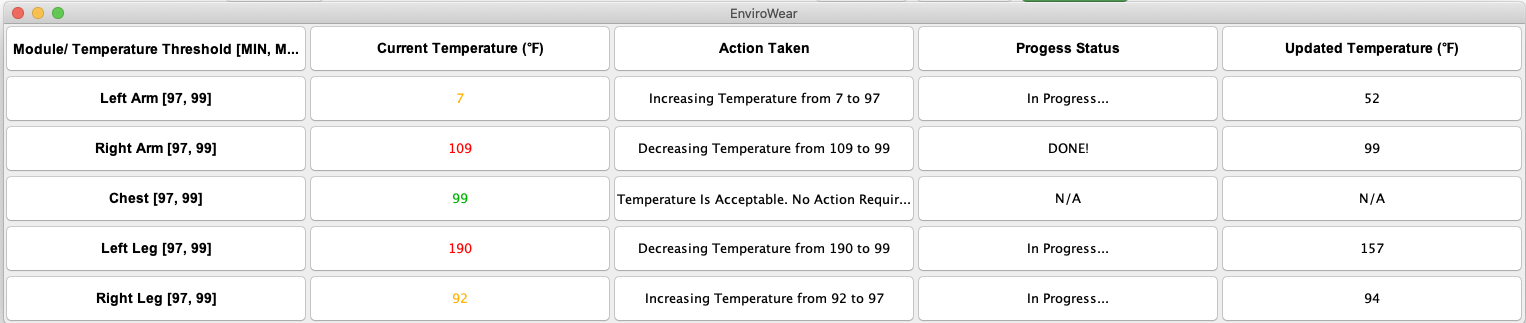 EnviroWear
Module/ Temperature Threshold [MIN, M... Current Temperature (°F) Action Taken Progess Status Updated Temperature (°F)
Left Arm [97, 99] 7 Increasing Temperature from 7 to 97 In Progress... 52
Right Arm [97, 99] 109 Decreasing Temperature from 109 to 99 DONE! 99
Chest [97, 99] 99 Temperature Is Acceptable. No Action Requir... N/A N/A
Left Leg [97, 99] 190 Decreasing Temperature from 190 to 99 In Progress... 157
Right Leg [97, 99] 92 Increasing Temperature from 92 to 97 In Progress... 94